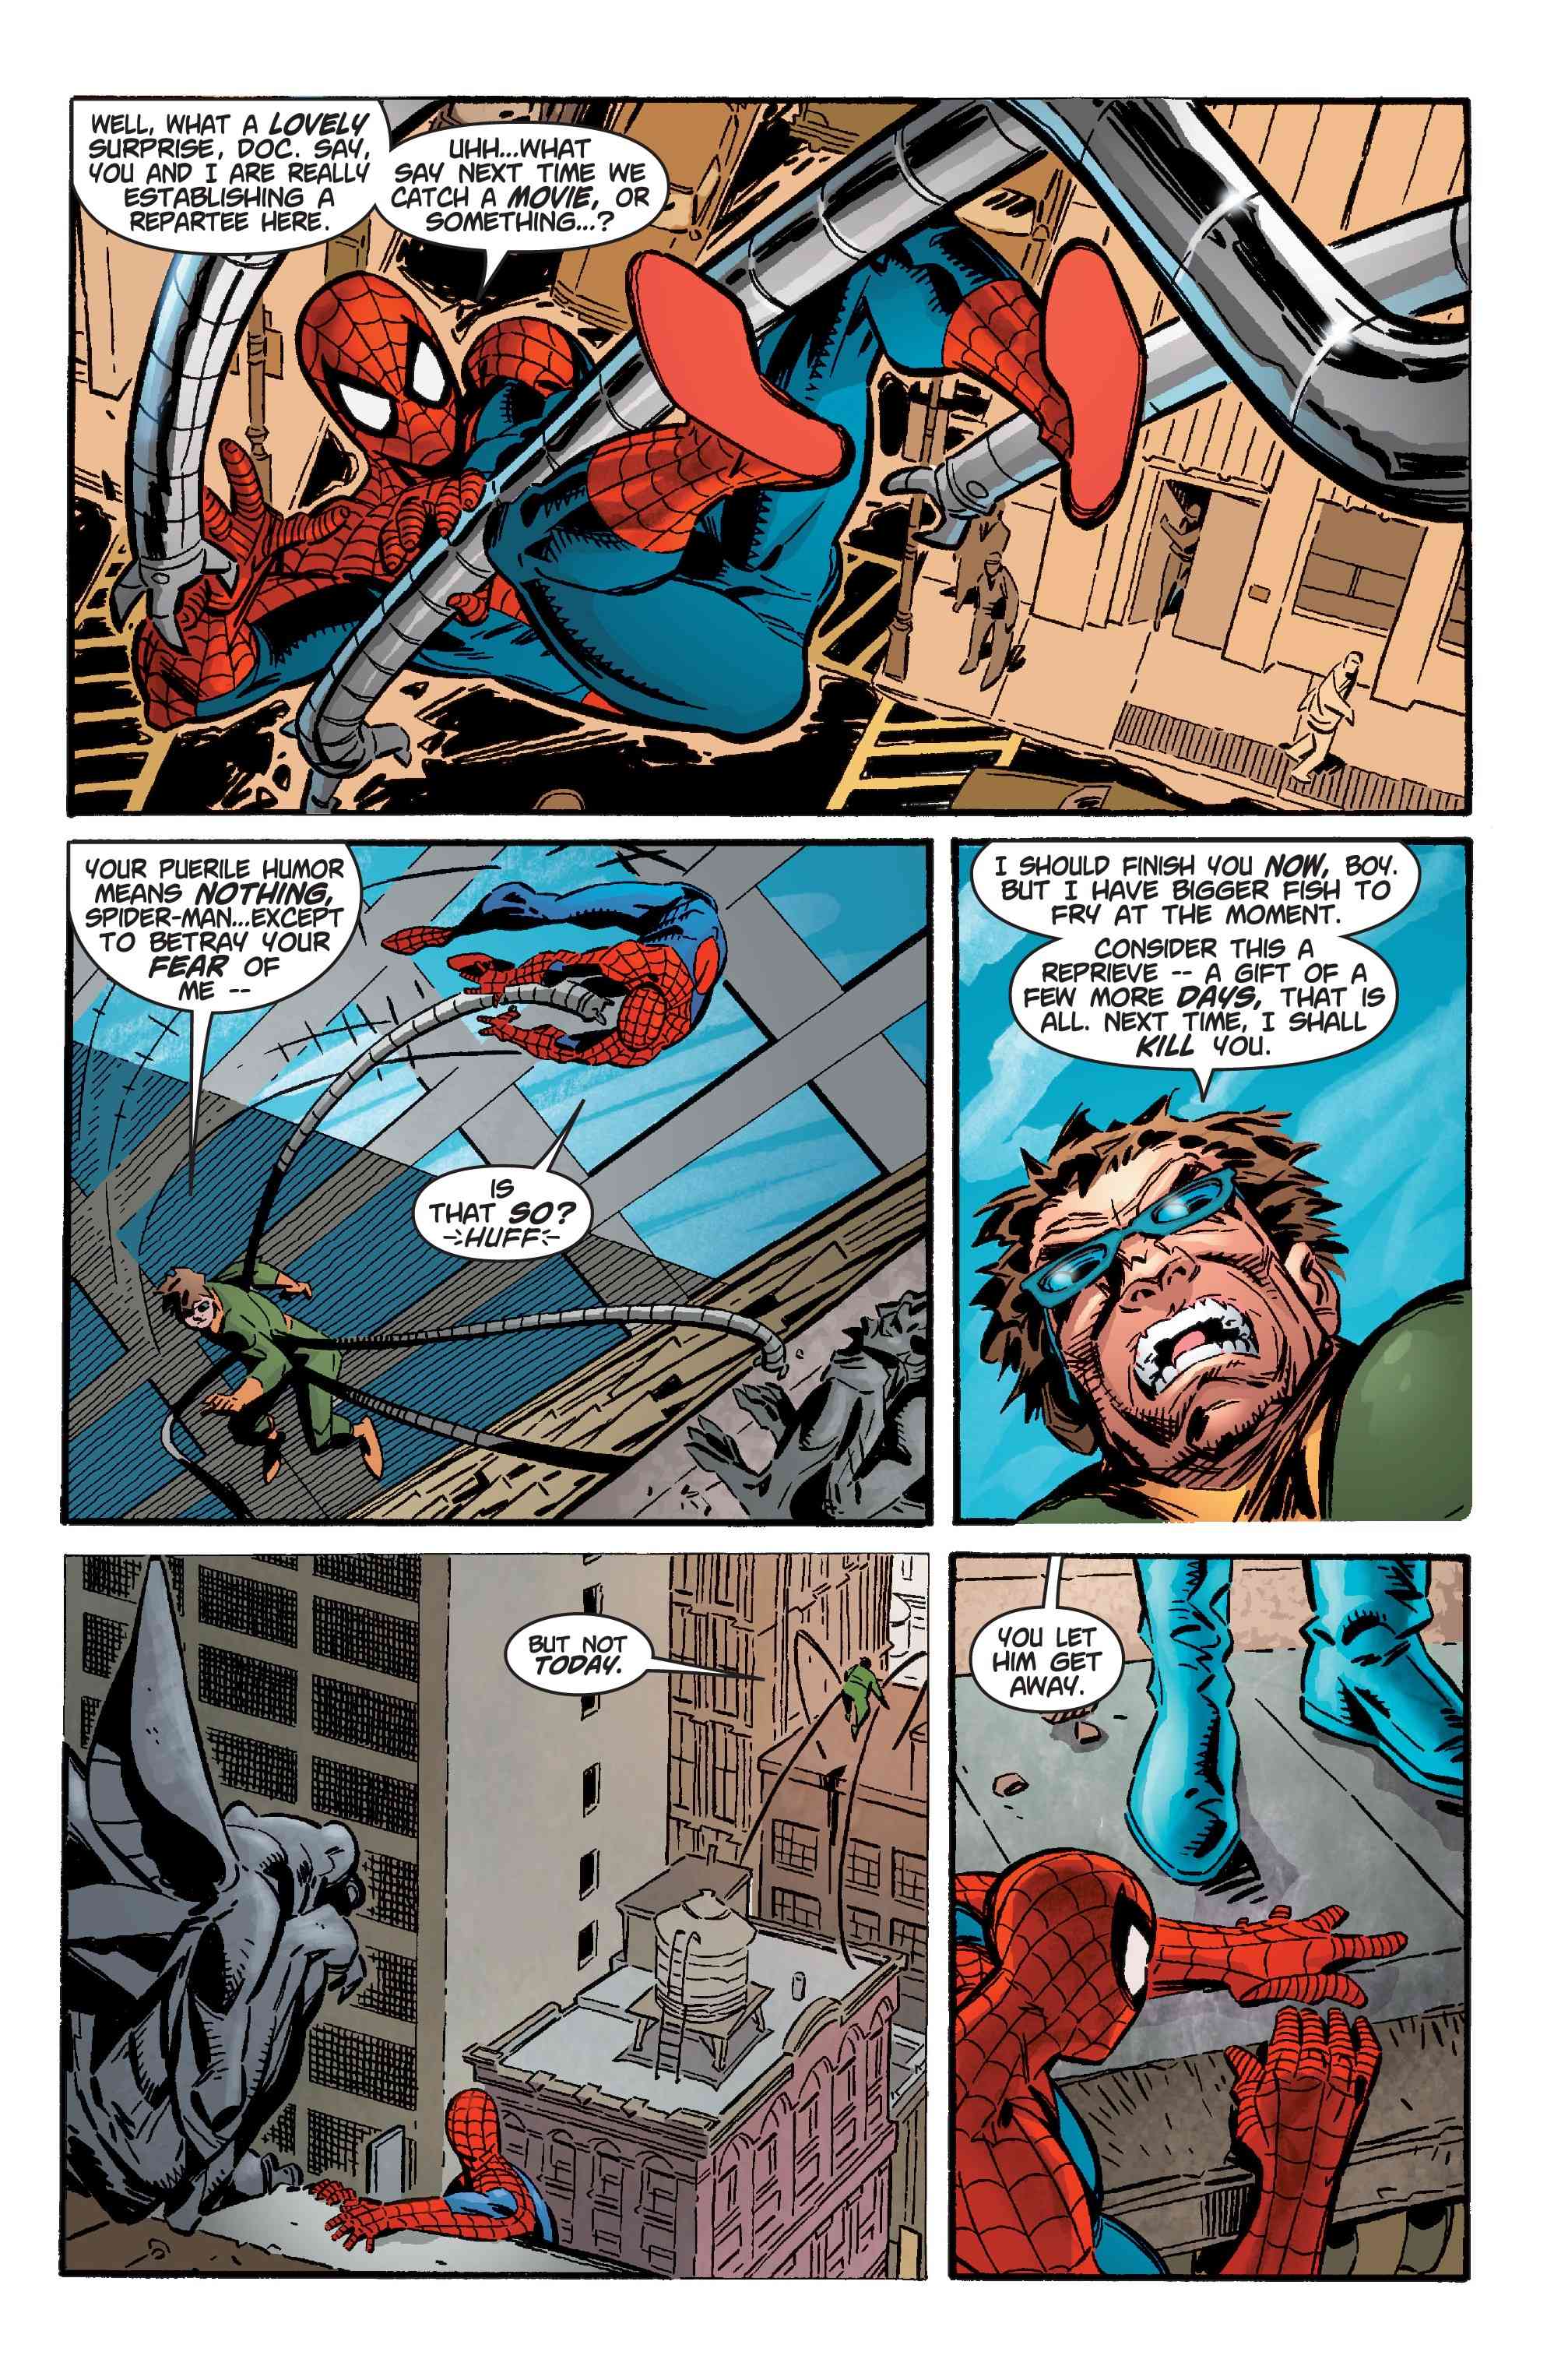 WELL, WHAT A LOVELY
SURPRISE, DOC. SAY,
YOU AND I ARE REALLY
ESTABLISHING A
REPARTEE HERE.
UHH...WHAT
SAY NEXT TIME WE
CATCH A MOVIE, OR
SOMETHING...?
YOUR PUERILE HUMOR
MEANS NOTHING,
SPIDER-MAN...EXCEPT
TO BETRAY YOUR
FEAR OF
ME --
IS
THAT SO?
HUFF
I SHOULD FINISH YOU NOW, BOY.
BUT I HAVE BIGGER FISH TO
FRY AT THE MOMENT.
CONSIDER THIS A
REPRIEVE -- A GIFT OF A
FEW MORE DAYS, THAT IS
ALL. NEXT TIME, I SHALL
KILL YOU.
BUT NOT
TODAY.
YOU LET
HIM GET
AWAY.